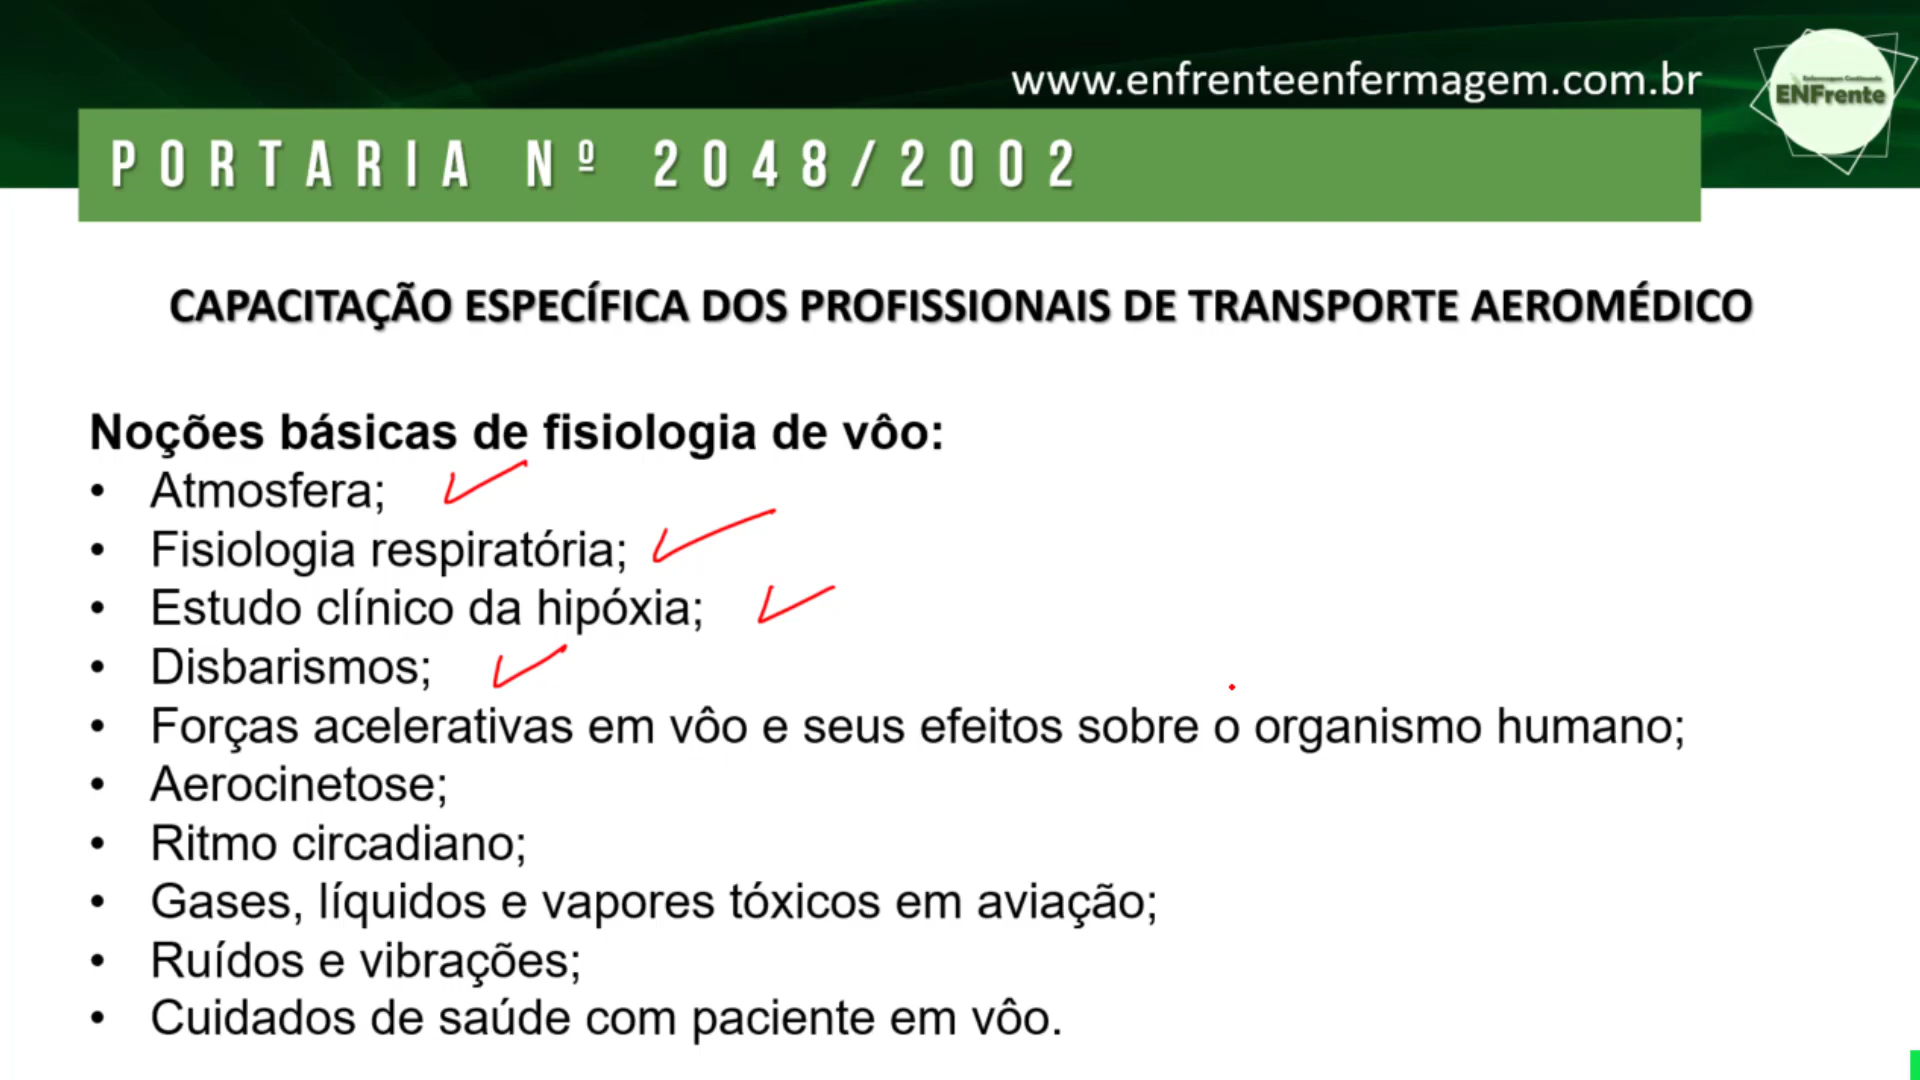 www.enfrenteenfermagem.com.br
Enfermagem Continuada
ENFrente
PORTARIA Nº 2048/2002
CAPACITAÇÃO ESPECÍFICA DOS PROFISSIONAIS DE TRANSPORTE AEROMÉDICO
Noções básicas de fisiologia de vôo:
• Atmosfera;
• Fisiologia respiratória;
• Estudo clínico da hipóxia;
• Disbarismos;
• Forças acelerativas em vôo e seus efeitos sobre o organismo humano;
• Aerocinetose;
• Ritmo circadiano;
• Gases, líquidos e vapores tóxicos em aviação;
• Ruídos e vibrações;
• Cuidados de saúde com paciente em vôo.